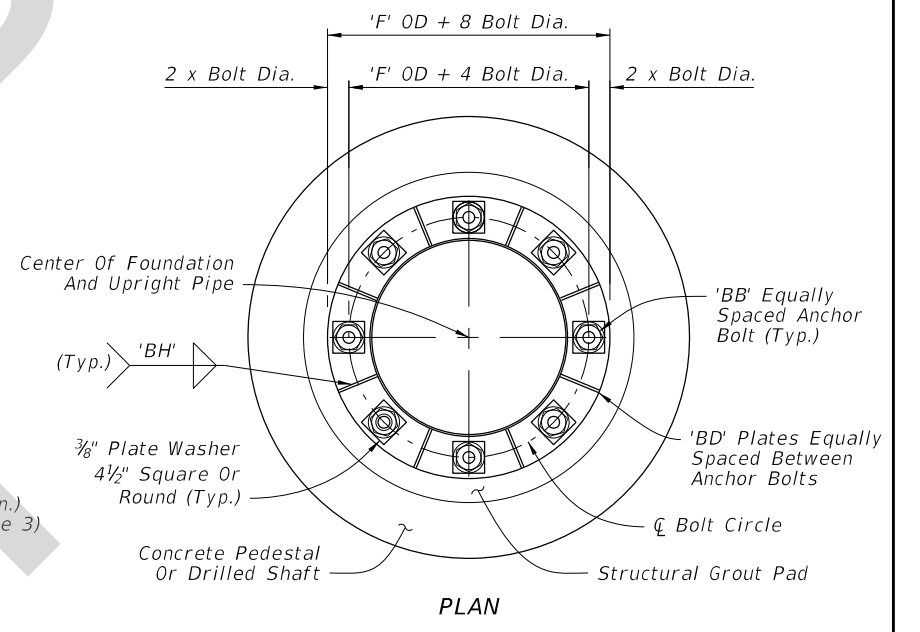 'F' OD + 8 Bolt Dia.
2 x Bolt Dia.
'F' OD + 4 Bolt Dia.
2 x Bolt Dia.
Center Of Foundation
And Upright Pipe
'BB' Equally
Spaced Anchor
Bolt (Typ.)
(Typ.)
'BH'
'BD' Plates Equally
Spaced Between
Anchor Bolts
⅜" Plate Washer
4½" Square Or
Round (Typ.)
℄ Bolt Circle
Concrete Pedestal
Or Drilled Shaft
Structural Grout Pad
PLAN